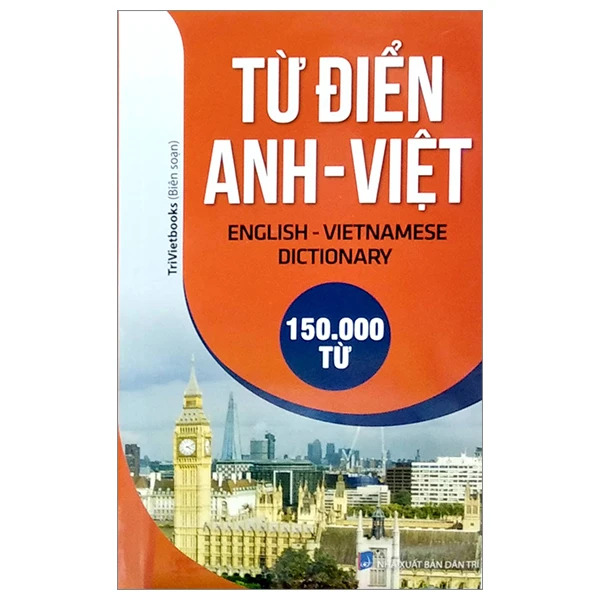 TỪ ĐIỂN
ANH - VIỆT
ENGLISH - VIETNAMESE
DICTIONARY
150.000
TỪ
TriVietbooks (Biên soạn)
NHÀ XUẤT BẢN DÂN TRÍ